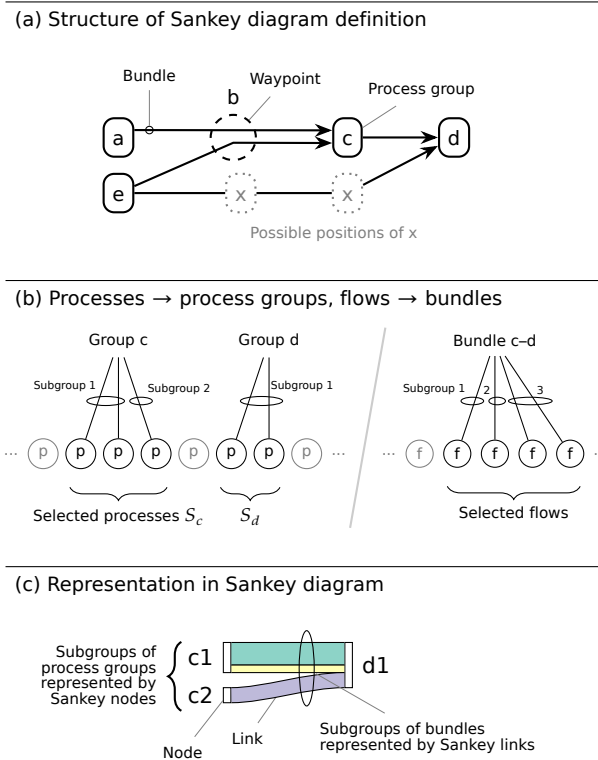 (a) Structure of Sankey diagram definition
Bundle
Waypoint
b
Process group
a
c
d
e
x
x
Possible positions of x
(b) Processes → process groups, flows → bundles
Group c
Group d
Bundle c–d
Subgroup 1
Subgroup 2
Subgroup 1
Subgroup 1
2
3
... p p p p p p p p ...
... f f f f f ...
Selected processes Sc
Sd
Selected flows
(c) Representation in Sankey diagram
Subgroups of
process groups
represented by
Sankey nodes
c1
c2
d1
Node
Link
Subgroups of bundles
represented by Sankey links